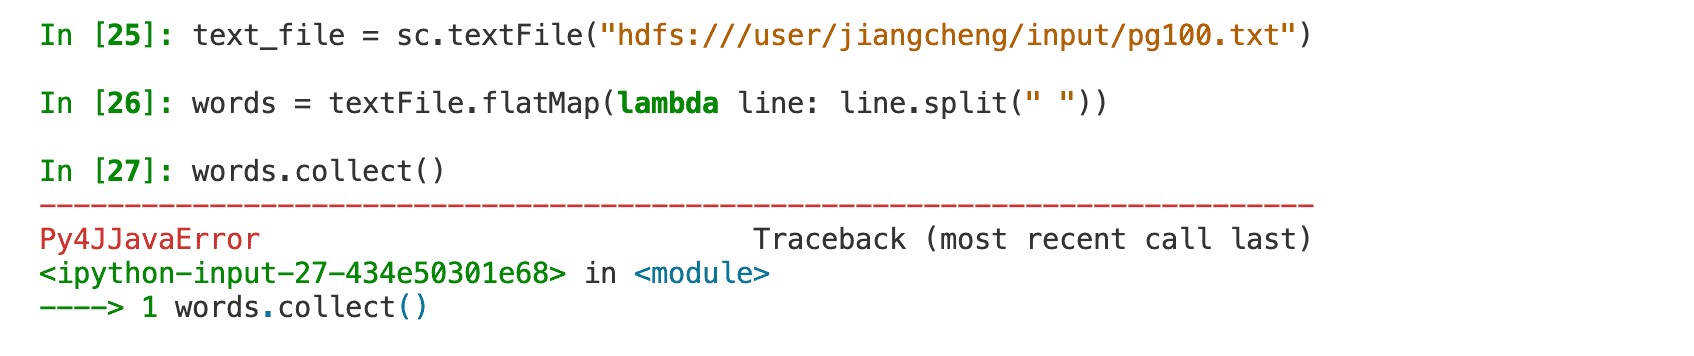 In [25]: text_file = sc.textFile("hdfs:///user/jiangcheng/input/pg100.txt")
In [26]: words = textFile.flatMap(lambda line: line.split(" "))
In [27]: words.collect()
---------------------------------------------------------------------------
Py4JJavaError                             Traceback (most recent call last)
<ipython-input-27-434e50301e68> in <module>
----> 1 words.collect()